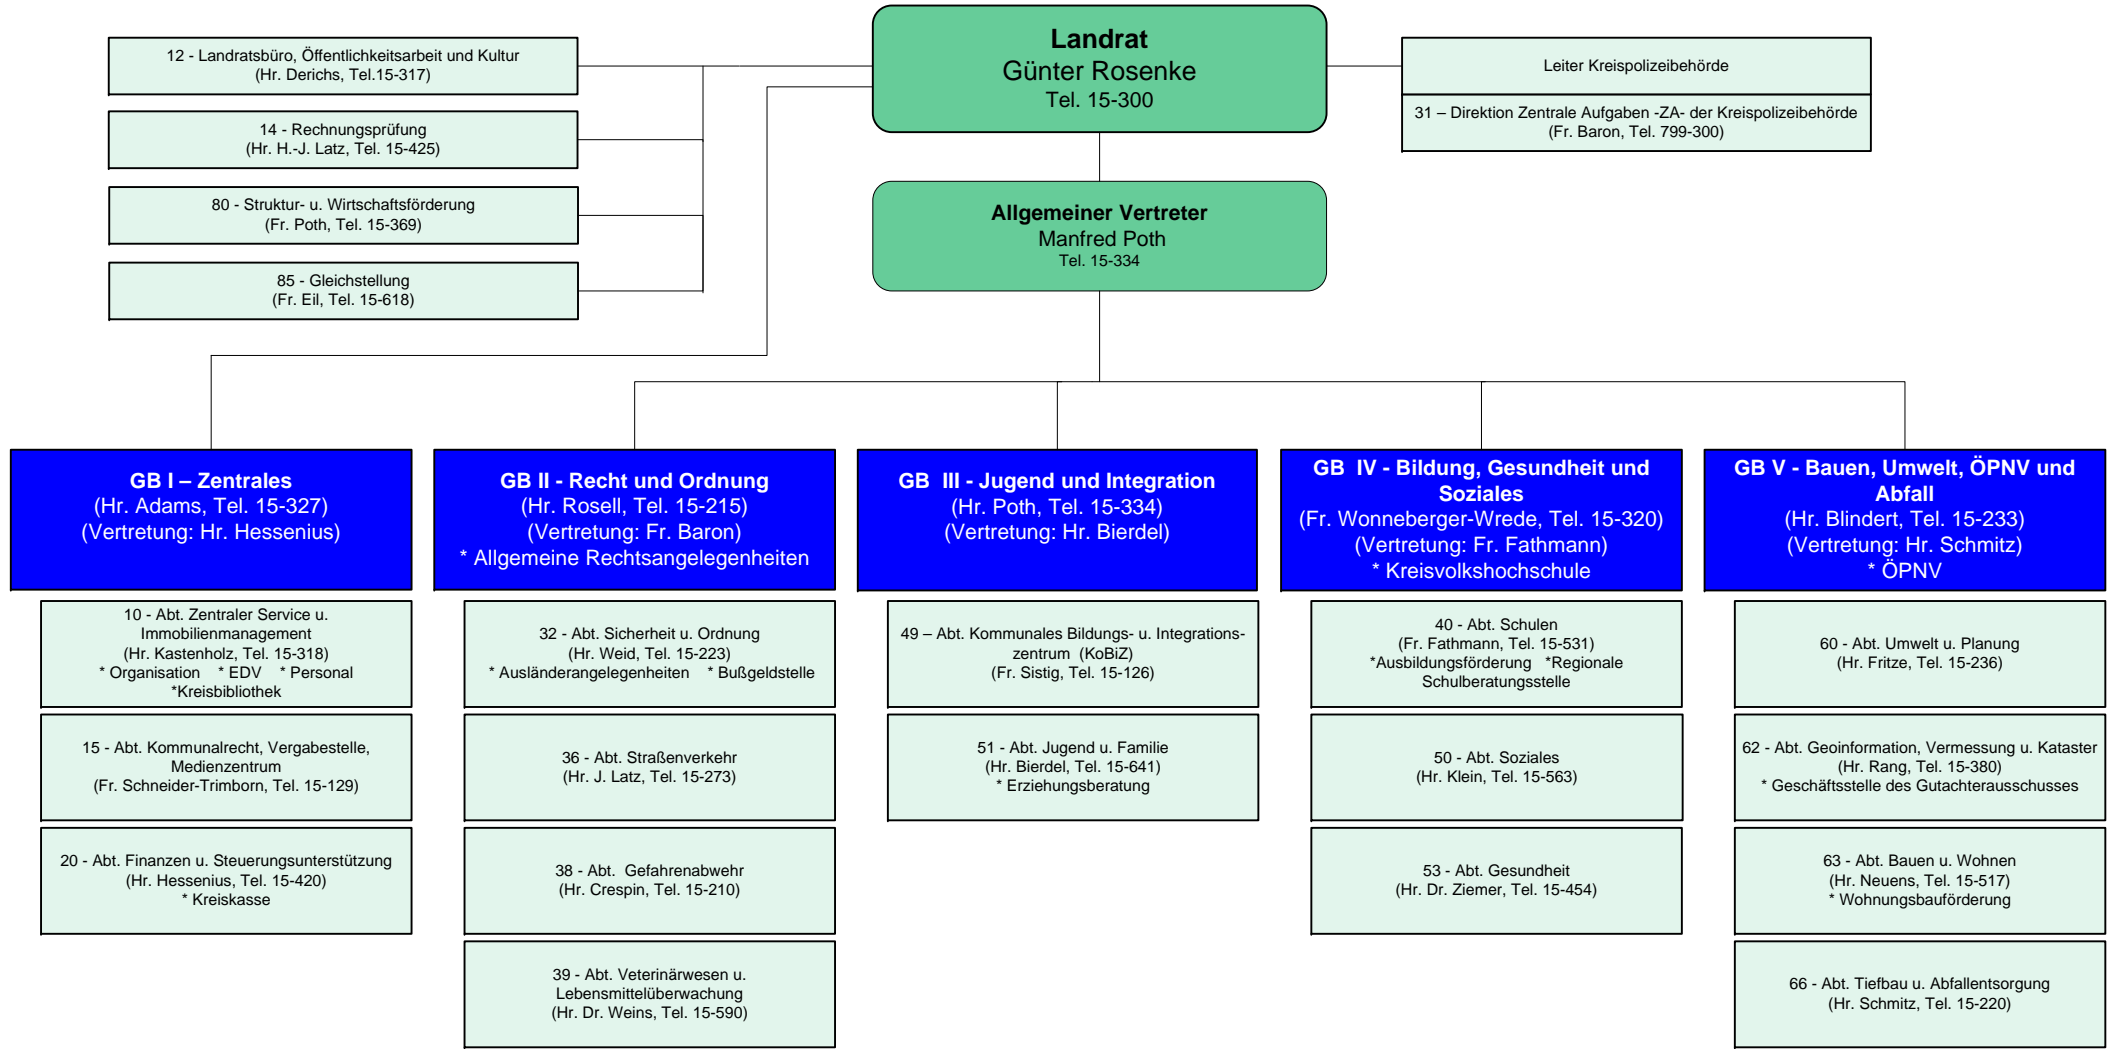 Landrat
Günter Rosenke
Tel. 15-300
12 - Landratsbüro, Öffentlichkeitsarbeit und Kultur
(Hr. Derichs, Tel.15-317)
14 - Rechnungsprüfung
(Hr. H.-J. Latz, Tel. 15-425)
80 - Struktur- u. Wirtschaftsförderung
(Fr. Poth, Tel. 15-369)
85 - Gleichstellung
(Fr. Eil, Tel. 15-618)
Leiter Kreispolizeibehörde
31 – Direktion Zentrale Aufgaben -ZA- der Kreispolizeibehörde
(Fr. Baron, Tel. 799-300)
Allgemeiner Vertreter
Manfred Poth
Tel. 15-334
GB I – Zentrales
(Hr. Adams, Tel. 15-327)
(Vertretung: Hr. Hessenius)
10 - Abt. Zentraler Service u.
Immobilienmanagement
(Hr. Kastenholz, Tel. 15-318)
* Organisation * EDV * Personal
*Kreisbibliothek
15 - Abt. Kommunalrecht, Vergabestelle,
Medienzentrum
(Fr. Schneider-Trimborn, Tel. 15-129)
20 - Abt. Finanzen u. Steuerungsunterstützung
(Hr. Hessenius, Tel. 15-420)
* Kreiskasse
GB II - Recht und Ordnung
(Hr. Rosell, Tel. 15-215)
(Vertretung: Fr. Baron)
* Allgemeine Rechtsangelegenheiten
32 - Abt. Sicherheit u. Ordnung
(Hr. Weid, Tel. 15-223)
* Ausländerangelegenheiten * Bußgeldstelle
36 - Abt. Straßenverkehr
(Hr. J. Latz, Tel. 15-273)
38 - Abt. Gefahrenabwehr
(Hr. Crespin, Tel. 15-210)
39 - Abt. Veterinärwesen u.
Lebensmittelüberwachung
(Hr. Dr. Weins, Tel. 15-590)
GB III - Jugend und Integration
(Hr. Poth, Tel. 15-334)
(Vertretung: Hr. Bierdel)
49 – Abt. Kommunales Bildungs- u. Integrations-
zentrum (KoBiZ)
(Fr. Sistig, Tel. 15-126)
51 - Abt. Jugend u. Familie
(Hr. Bierdel, Tel. 15-641)
* Erziehungsberatung
GB IV - Bildung, Gesundheit und
Soziales
(Fr. Wonneberger-Wrede, Tel. 15-320)
(Vertretung: Fr. Fathmann)
* Kreisvolkshochschule
40 - Abt. Schulen
(Fr. Fathmann, Tel. 15-531)
*Ausbildungsförderung *Regionale
Schulberatungsstelle
50 - Abt. Soziales
(Hr. Klein, Tel. 15-563)
53 - Abt. Gesundheit
(Hr. Dr. Ziemer, Tel. 15-454)
GB V - Bauen, Umwelt, ÖPNV und
Abfall
(Hr. Blindert, Tel. 15-233)
(Vertretung: Hr. Schmitz)
* ÖPNV
60 - Abt. Umwelt u. Planung
(Hr. Fritze, Tel. 15-236)
62 - Abt. Geoinformation, Vermessung u. Kataster
(Hr. Rang, Tel. 15-380)
* Geschäftsstelle des Gutachterausschusses
63 - Abt. Bauen u. Wohnen
(Hr. Neuens, Tel. 15-517)
* Wohnungsbauförderung
66 - Abt. Tiefbau u. Abfallentsorgung
(Hr. Schmitz, Tel. 15-220)